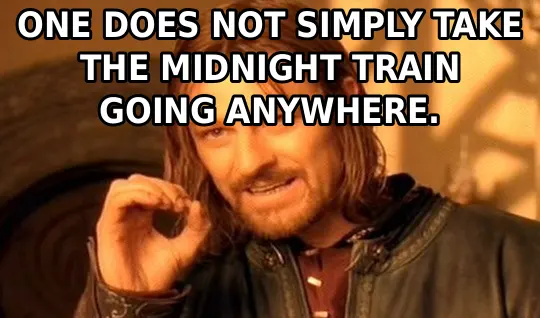 ONE DOES NOT SIMPLY TAKE
THE MIDNIGHT TRAIN
GOING ANYWHERE.